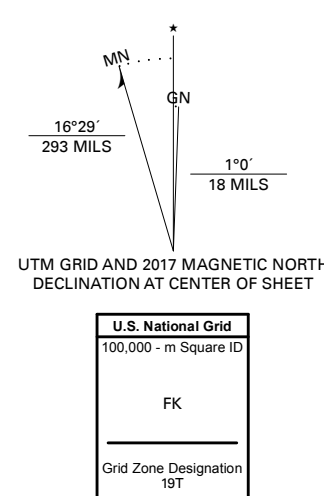 ★
MN
GN
16°29´
293 MILS
1°0´
18 MILS
UTM GRID AND 2017 MAGNETIC NORTH
DECLINATION AT CENTER OF SHEET
U.S. National Grid
100,000 - m Square ID
FK
Grid Zone Designation
19T